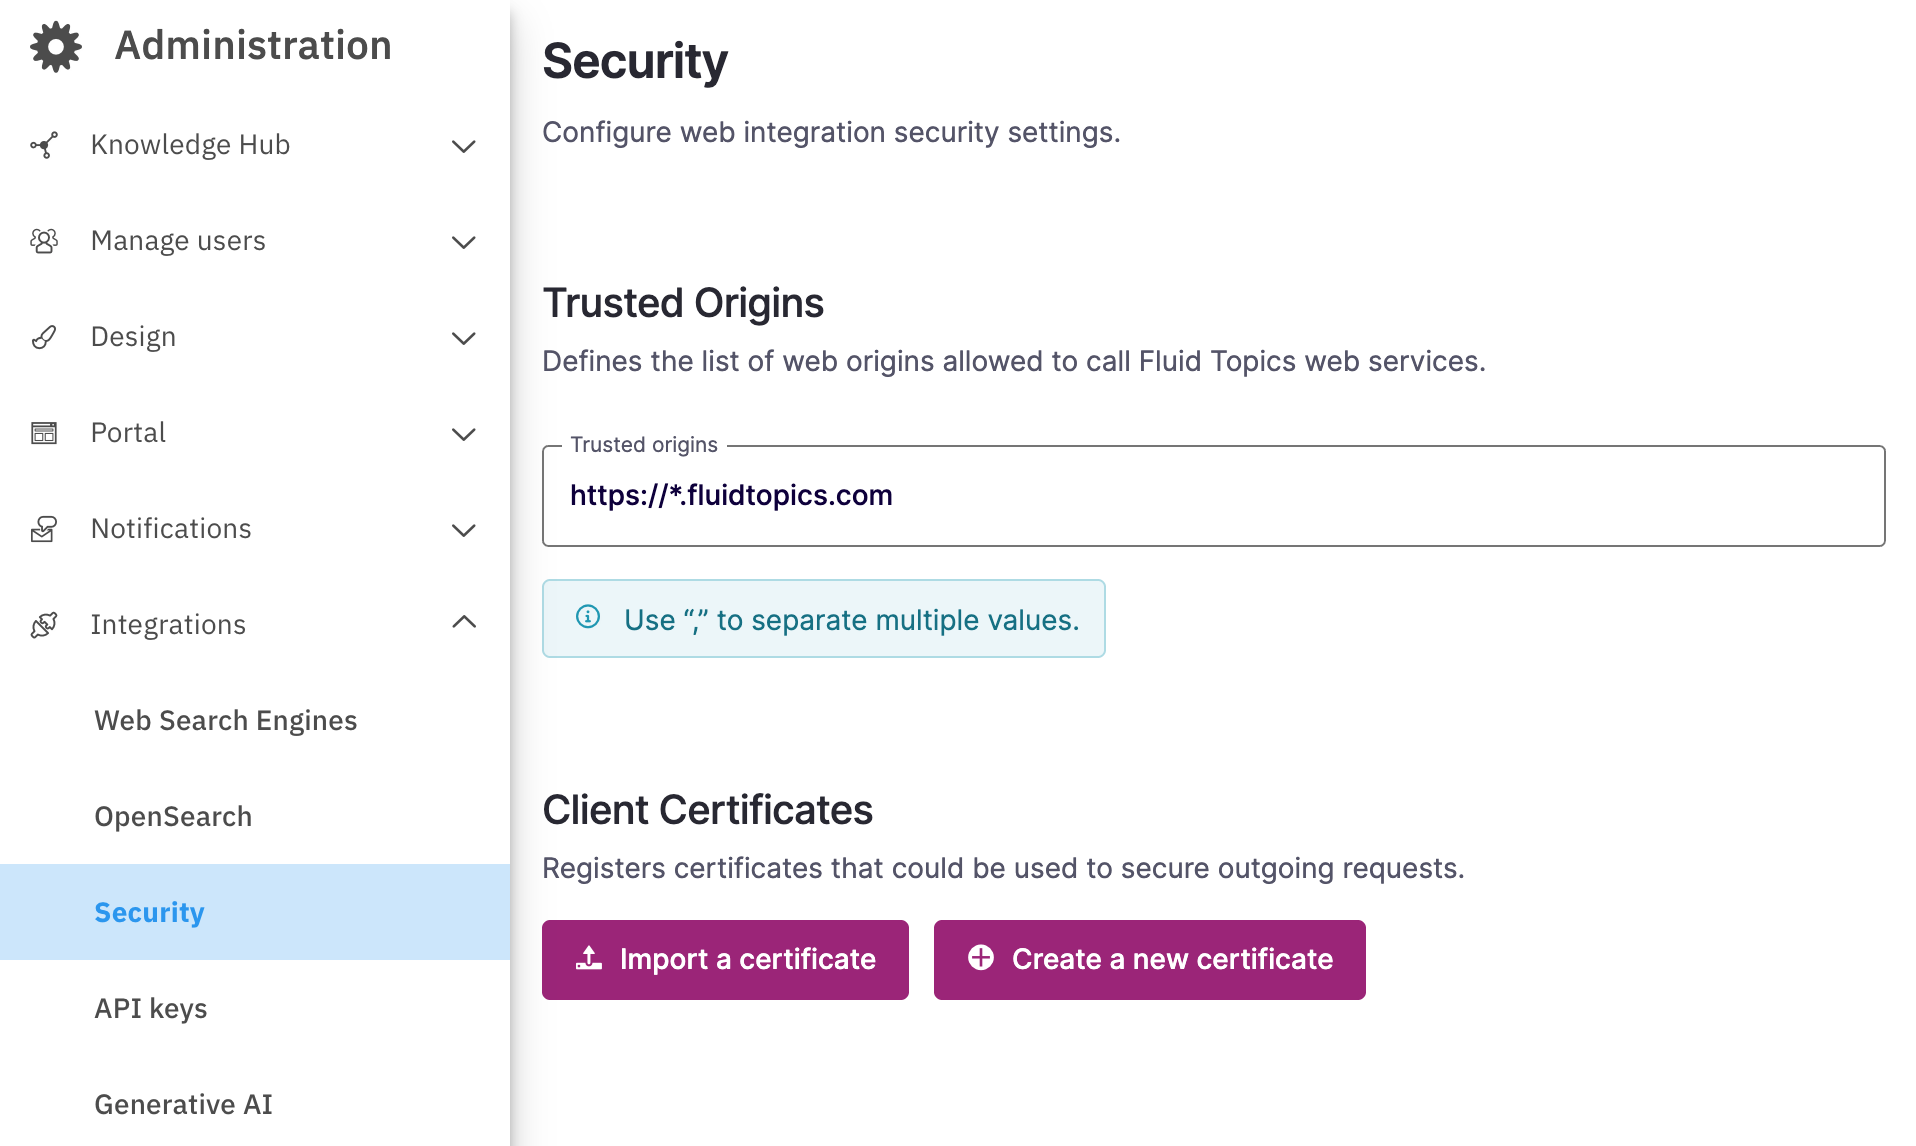 Administration
Knowledge Hub
Manage users
Design
Portal
Notifications
Integrations
Web Search Engines
OpenSearch
Security
API keys
Generative AI
Security
Configure web integration security settings.
Trusted Origins
Defines the list of web origins allowed to call Fluid Topics web services.
Trusted origins
https://*.fluidtopics.com
Use “,” to separate multiple values.
Client Certificates
Registers certificates that could be used to secure outgoing requests.
Import a certificate
Create a new certificate